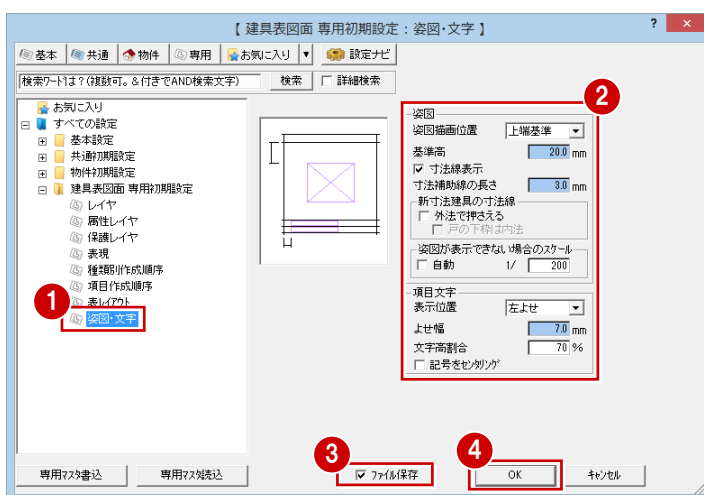 【 建具表図面 専用初期設定：姿図・文字 】 ? ×
基本 共通 物件 専用 お気に入り ▼ 設定ナビ
検索ワードは？(複数可。＆付きでAND検索文字) 検索 詳細検索
お気に入り
すべての設定
基本設定
共通初期設定
物件初期設定
建具表図面 専用初期設定
レイヤ
属性レイヤ
保護レイヤ
表現
種類別作成順序
項目作成順序
表レイアウト
姿図・文字
1
2
姿図
姿図描画位置 上端基準
基準高 20.0 mm
寸法線表示
寸法補助線の長さ 3.0 mm
新寸法建具の寸法線
外法で押さえる
戸の下枠は内法
姿図が表示できない場合のスケール
自動 1/ 200
項目文字
表示位置 左よせ
よせ幅 7.0 mm
文字高割合 70 %
記号をセンタリング
3
4
専用マスタ書込 専用マスタ読込 ファイル保存 OK キャンセル